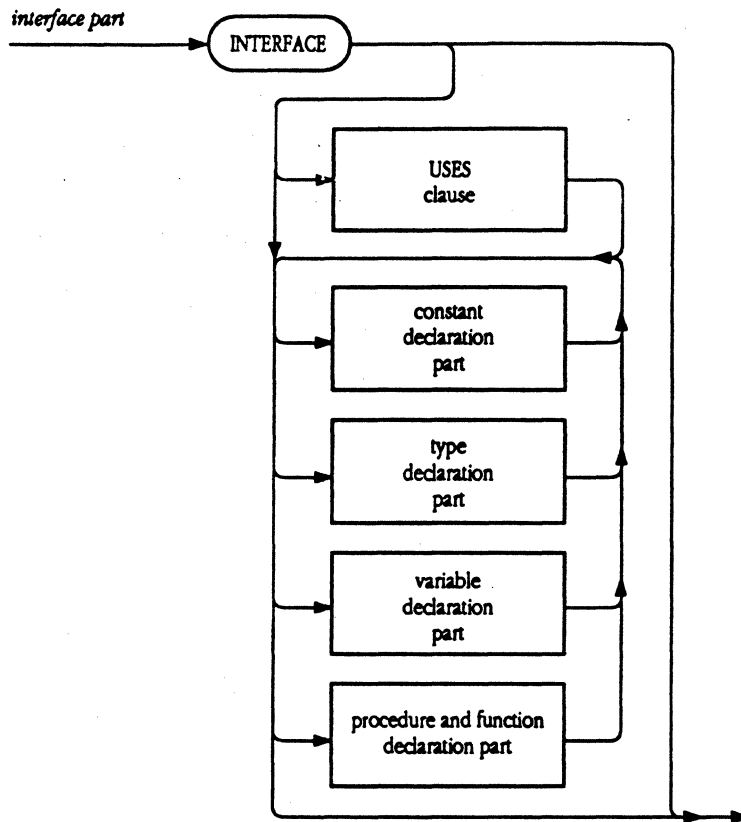 interface part
INTERFACE
USES
clause
constant
declaration
part
type
declaration
part
variable
declaration
part
procedure and function
declaration part